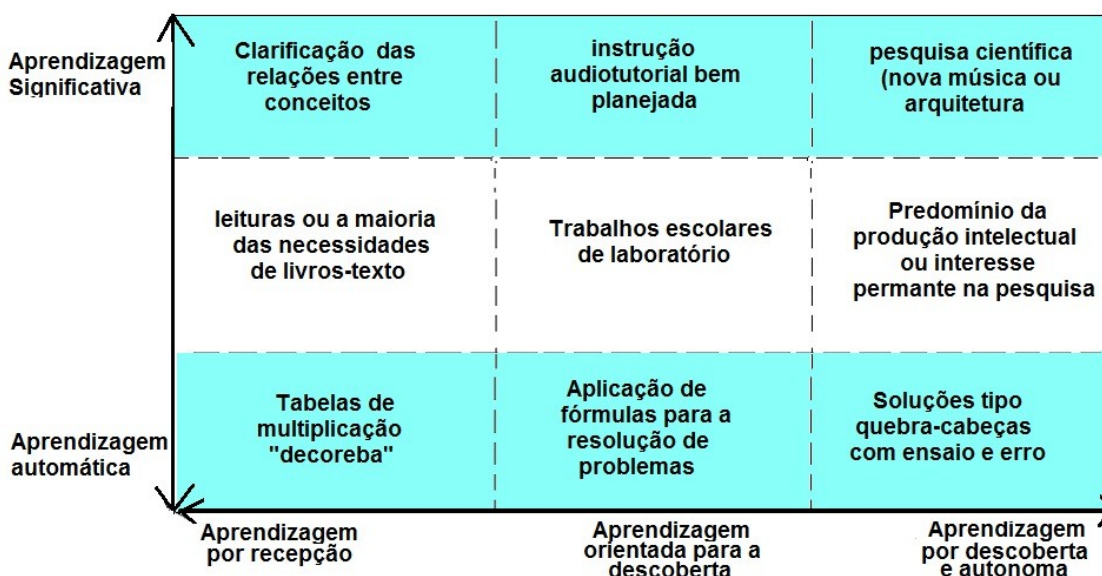 Aprendizagem
Significativa
Clarificação das
relações entre
conceitos
instrução
audiotutorial bem
planejada
pesquisa científica
(nova música ou
arquitetura
leituras ou a maioria
das necessidades
de livros-texto
Trabalhos escolares
de laboratório
Predomínio da
produção intelectual
ou interesse
permante na pesquisa
Aprendizagem
automática
Tabelas de
multiplicação
"decoreba"
Aplicação de
fórmulas para a
resolução de
problemas
Soluções tipo
quebra-cabeças
com ensaio e erro
Aprendizagem
por recepção
Aprendizagem
orientada para a
descoberta
Aprendizagem
por descoberta
e autonoma